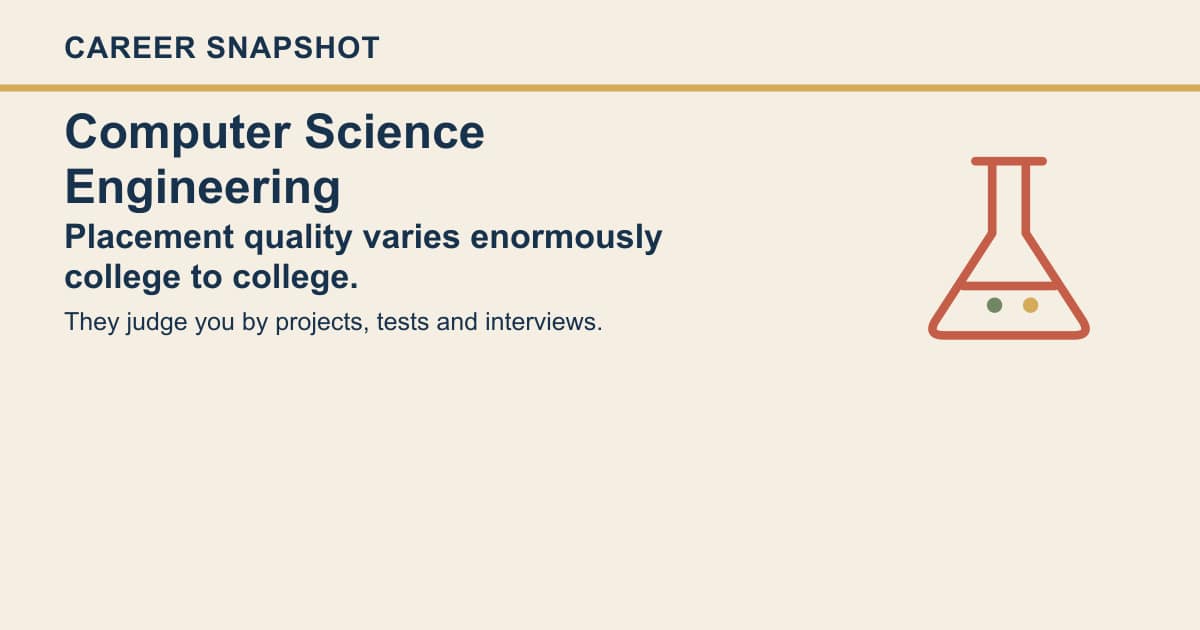 CAREER SNAPSHOT
Computer Science
Engineering
Placement quality varies enormously
college to college.
They judge you by projects, tests and interviews.